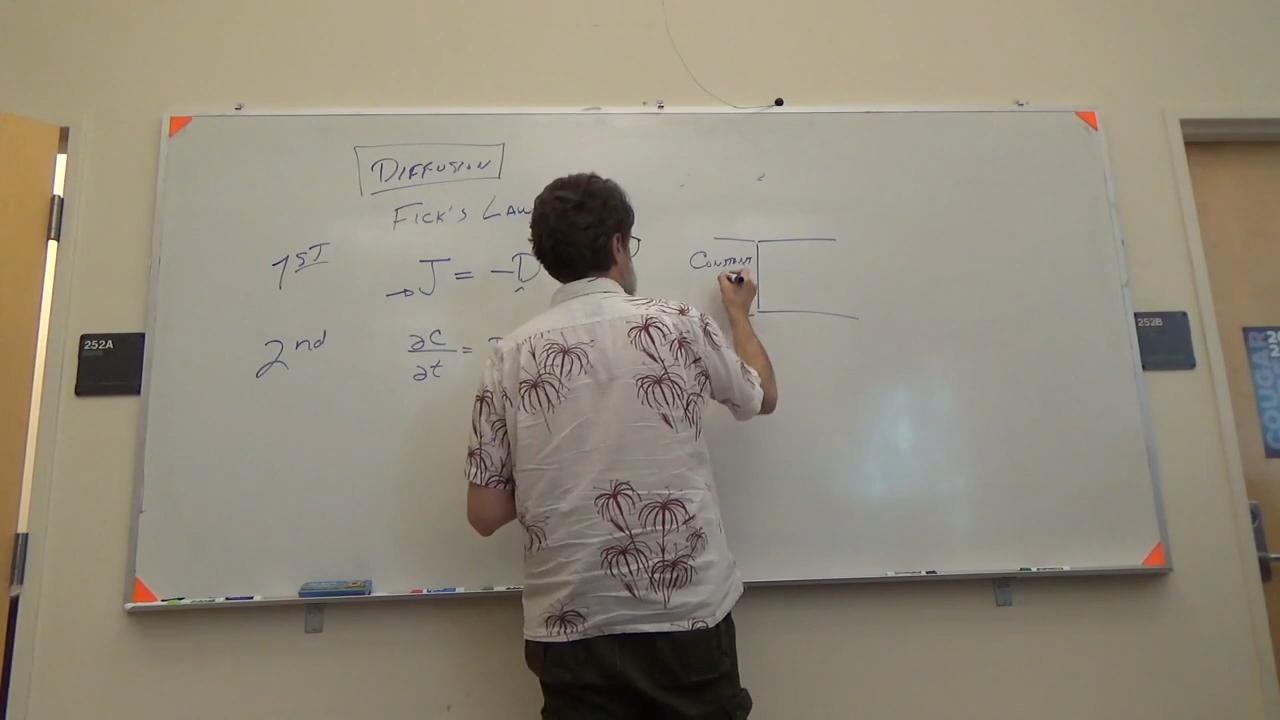 DIFFUSION
FICK'S LAW
1ST J = -D
2nd ∂C/∂t =
CONSTANT
252A
252B
COUGAR